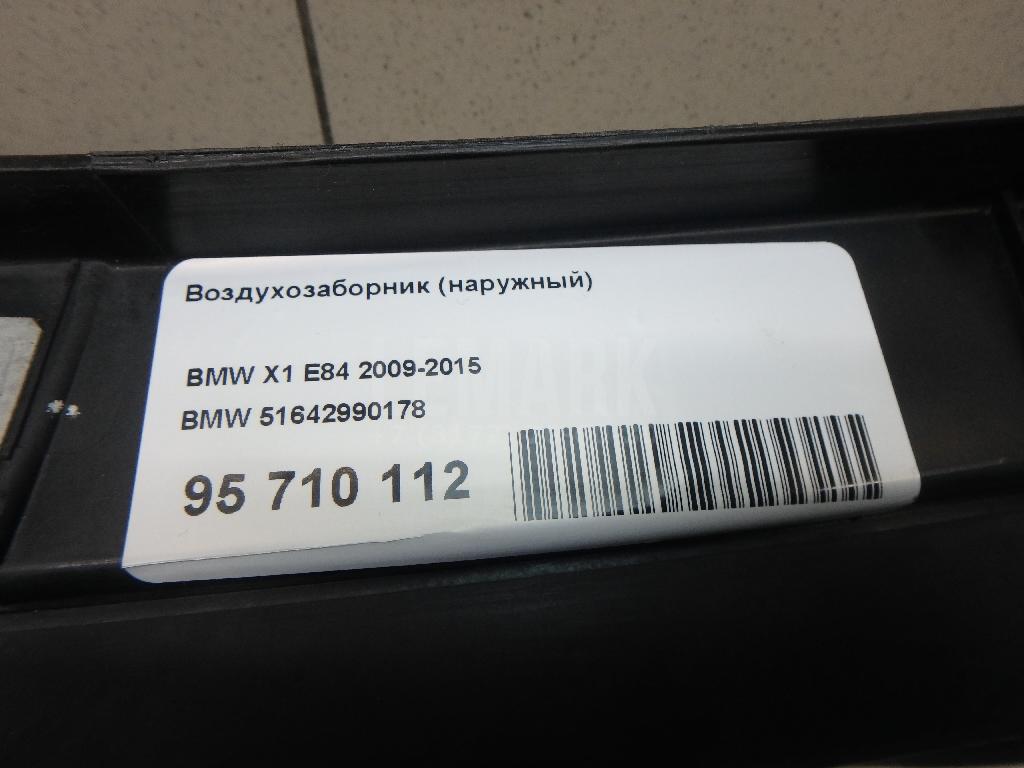 Воздухозаборник (наружный)
BMW X1 E84 2009-2015
BMW 51642990178
95 710 112